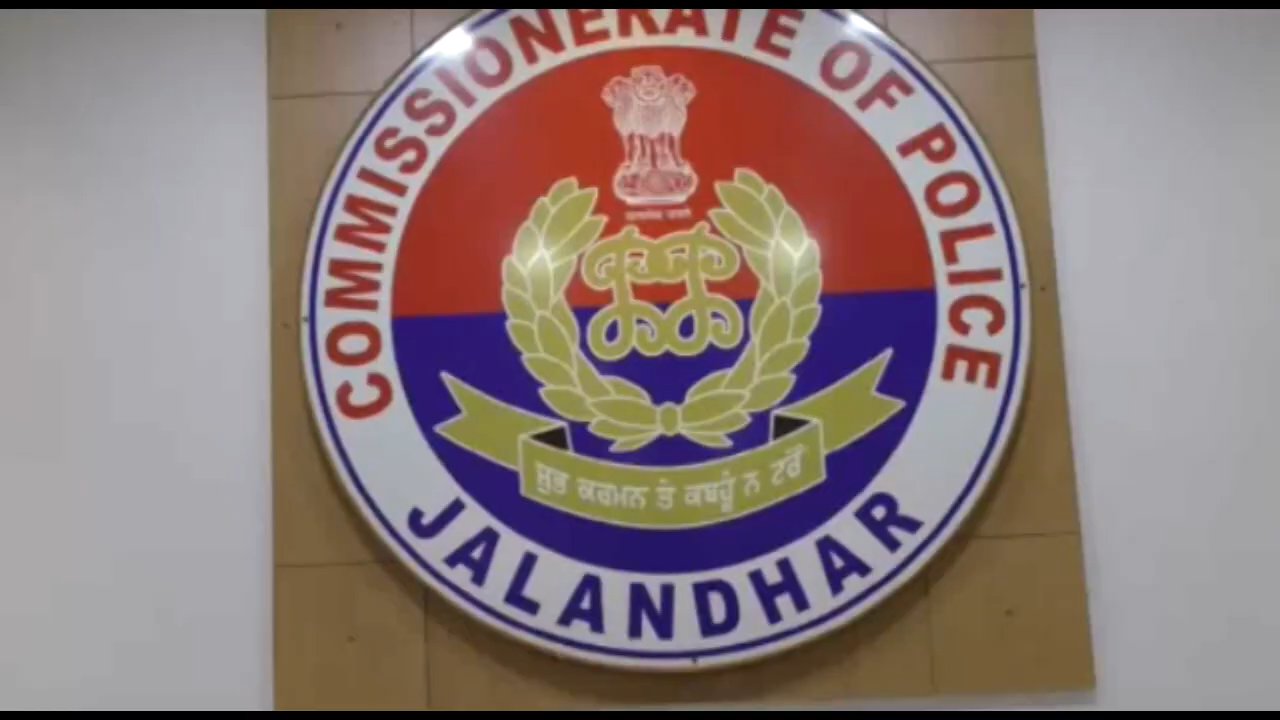 COMMISSIONERATE OF POLICE
ਸ਼ੁਭ ਕਰਮਨ ਤੇ ਕਬਹੂੰ ਨ ਟਰੋਂ
JALANDHAR